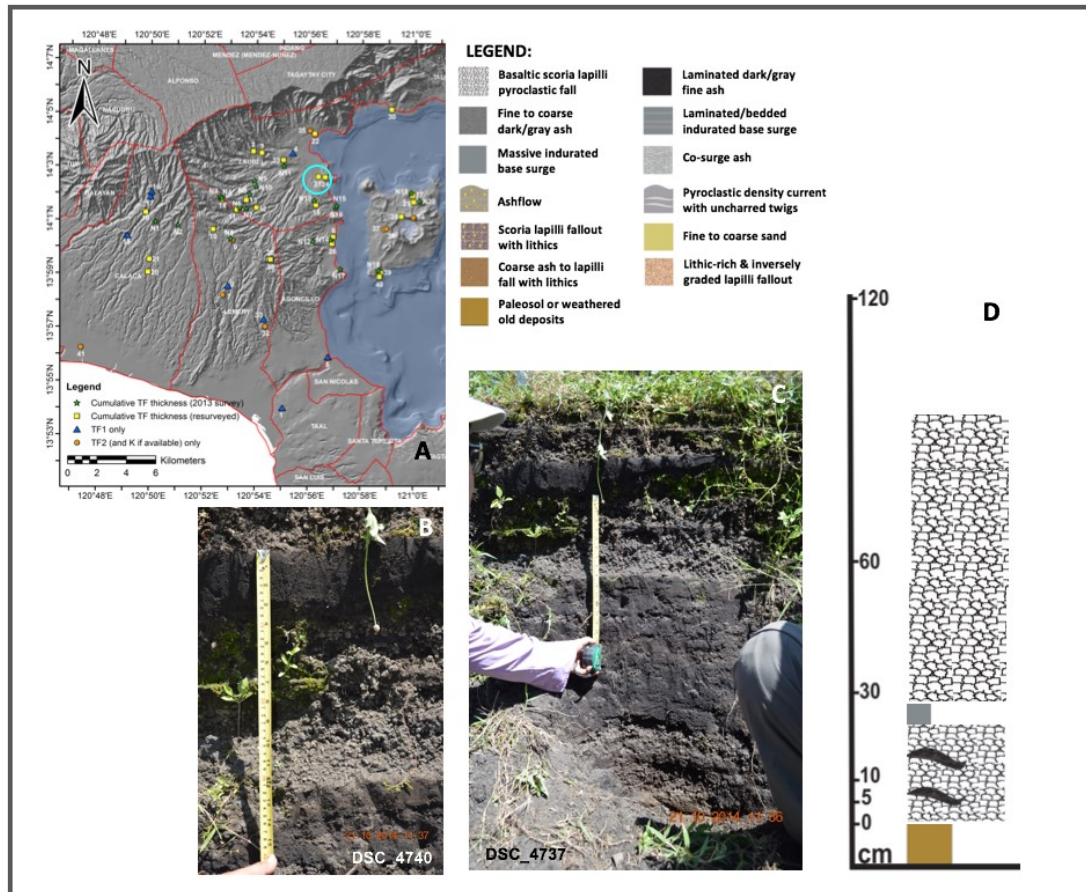 LEGEND:
Basaltic scoria lapilli
pyroclastic fall
Fine to coarse
dark/gray ash
Massive indurated
base surge
Ashflow
Scoria lapilli fallout
with lithics
Coarse ash to lapilli
fall with lithics
Paleosol or weathered
old deposits
Laminated dark/gray
fine ash
Laminated/bedded
indurated base surge
Co-surge ash
Pyroclastic density current
with uncharred twigs
Fine to coarse sand
Lithic-rich & inversely
graded lapilli fallout
MAGALLANES
INDANG
MENDEZ (MENDEZ-NUÑEZ)
ALFONSO
TAGAYTAY CITY
N
NASUGBU
LAUREL
BALAYAN
CALACA
LEMERY
AGONCILLO
SAN NICOLAS
TAAL
SANTA TERESITA
SAN LUIS
14°7'N
14°5'N
14°3'N
14°1'N
13°59'N
13°57'N
13°55'N
13°53'N
Legend
Cumulative TF thickness (2013 survey)
Cumulative TF thickness (resurveyed)
TF1 only
TF2 (and K if available) only
0 2 4 6
Kilometers
A
120°48'E 120°50'E 120°52'E 120°54'E 120°56'E 120°58'E 121°0'E
B
DSC_4740
C
DSC_4737
D
120
60
30
10
5
0
cm